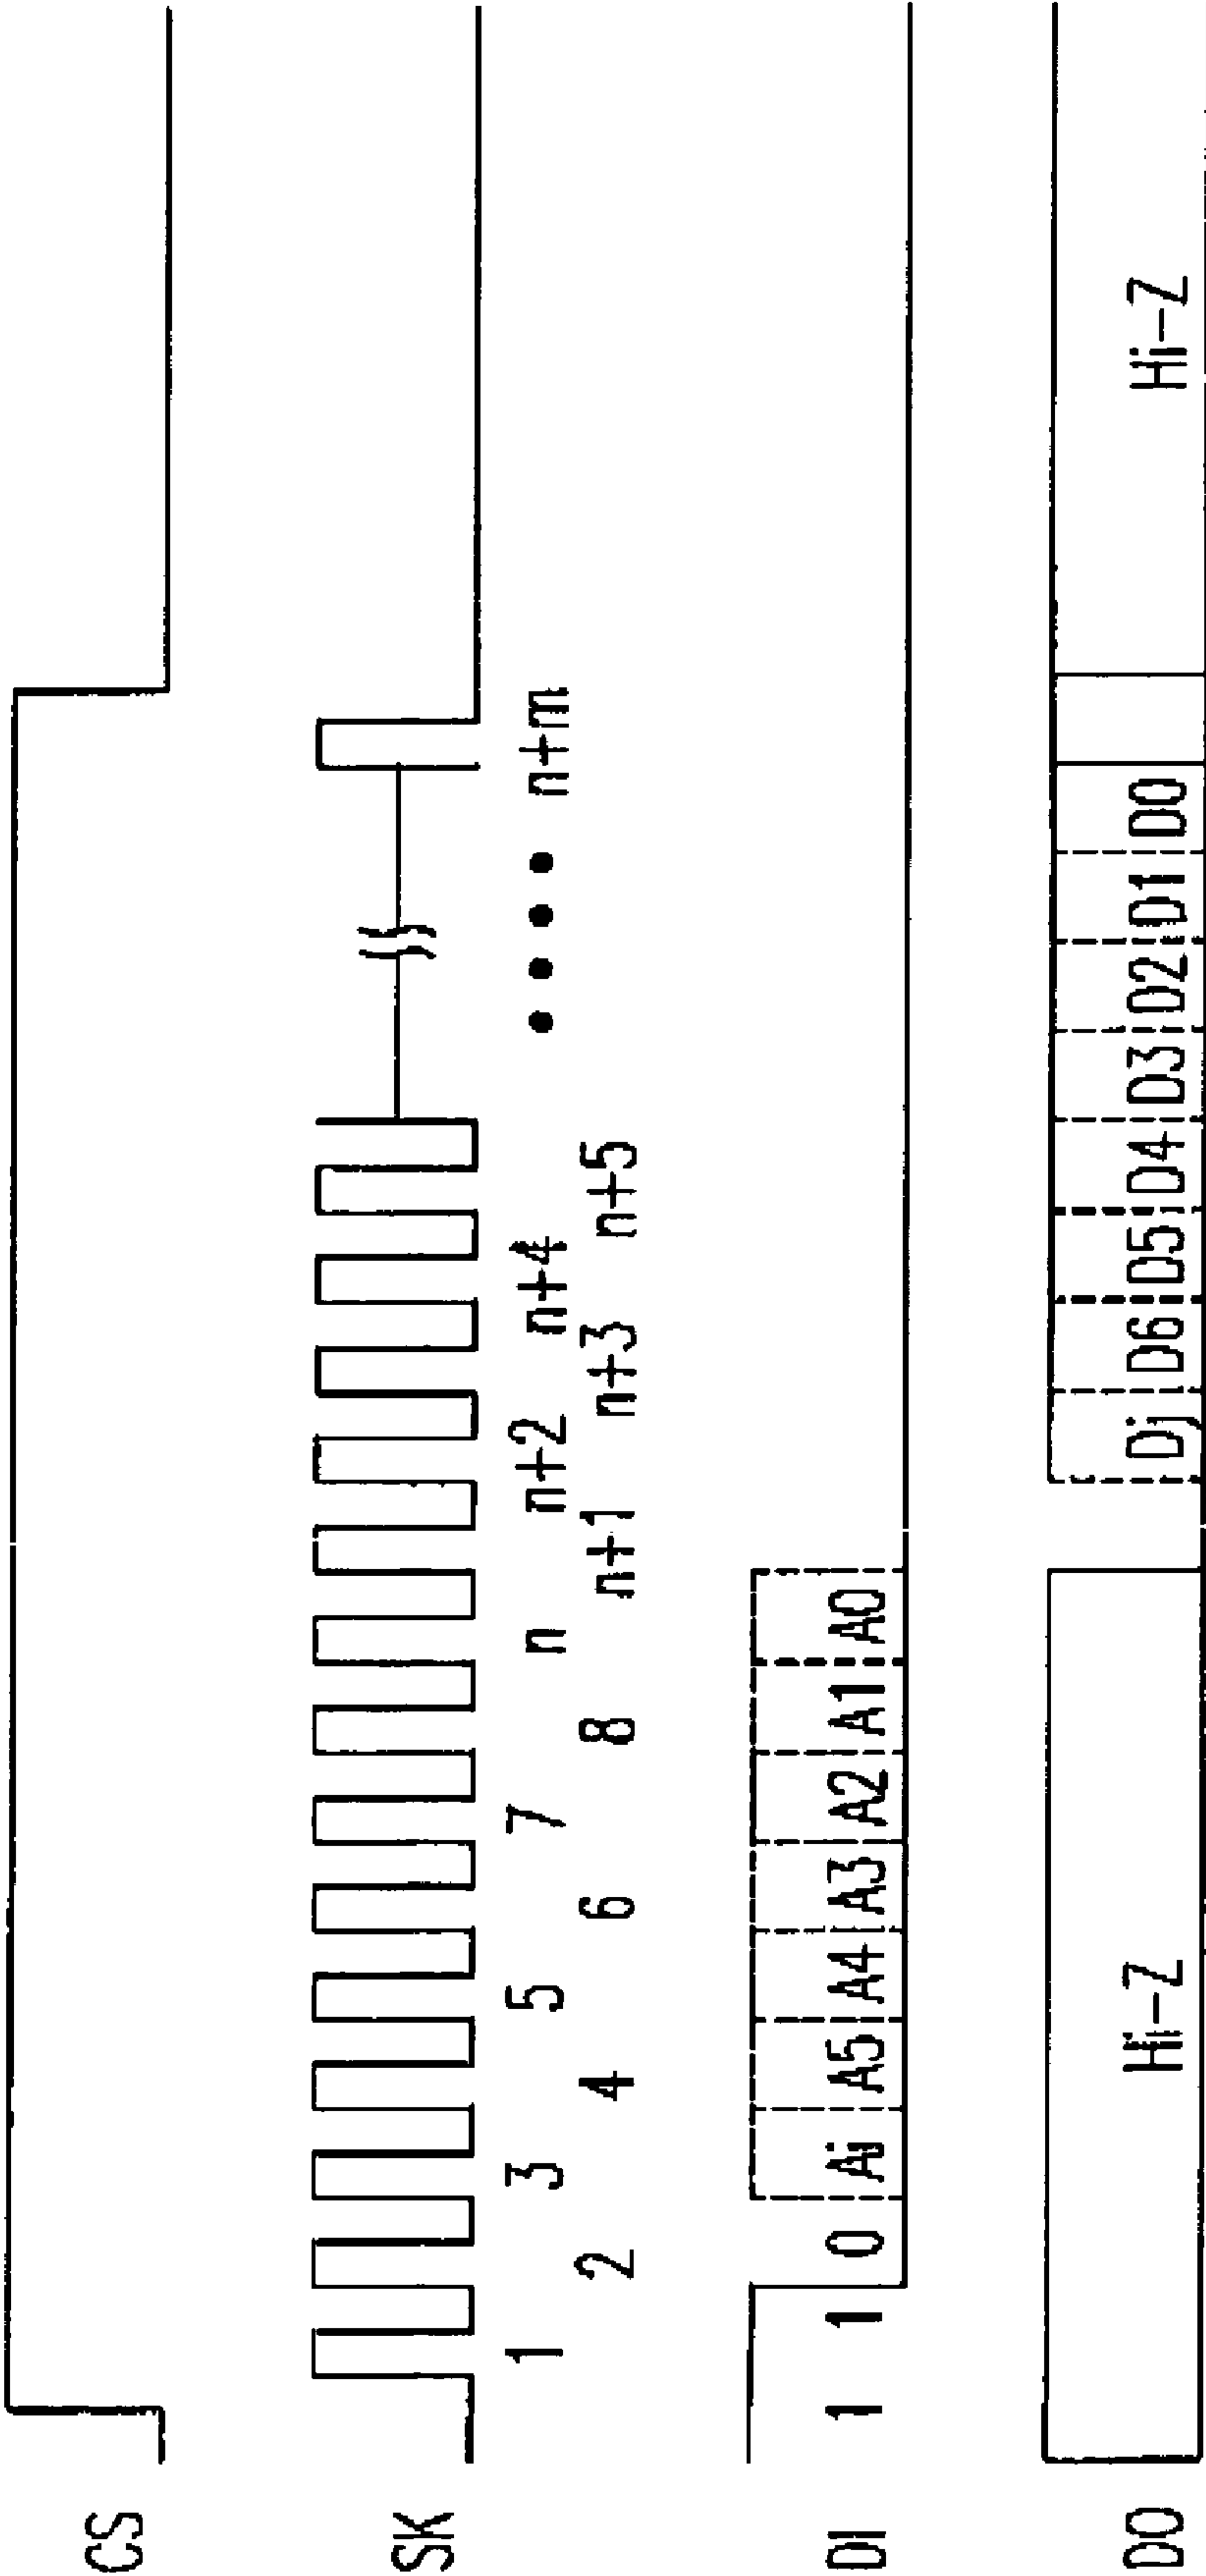 CS
SK
1 2 3 4 5 6 7 8 n n+1 n+2 n+3 n+4 n+5 • • • • n+m
DI 1 1 0 Ai A5 A4 A3 A2 A1 A0
DO Hi-Z Dj D6 D5 D4 D3 D2 D1 D0 Hi-Z